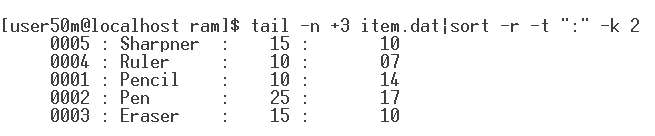 [user50m@localhost ram]$ tail -n +3 item.dat|sort -r -t ":" -k 2
0005 : Sharpner : 15 : 10
0004 : Ruler : 10 : 07
0001 : Pencil : 10 : 14
0002 : Pen : 25 : 17
0003 : Eraser : 15 : 10